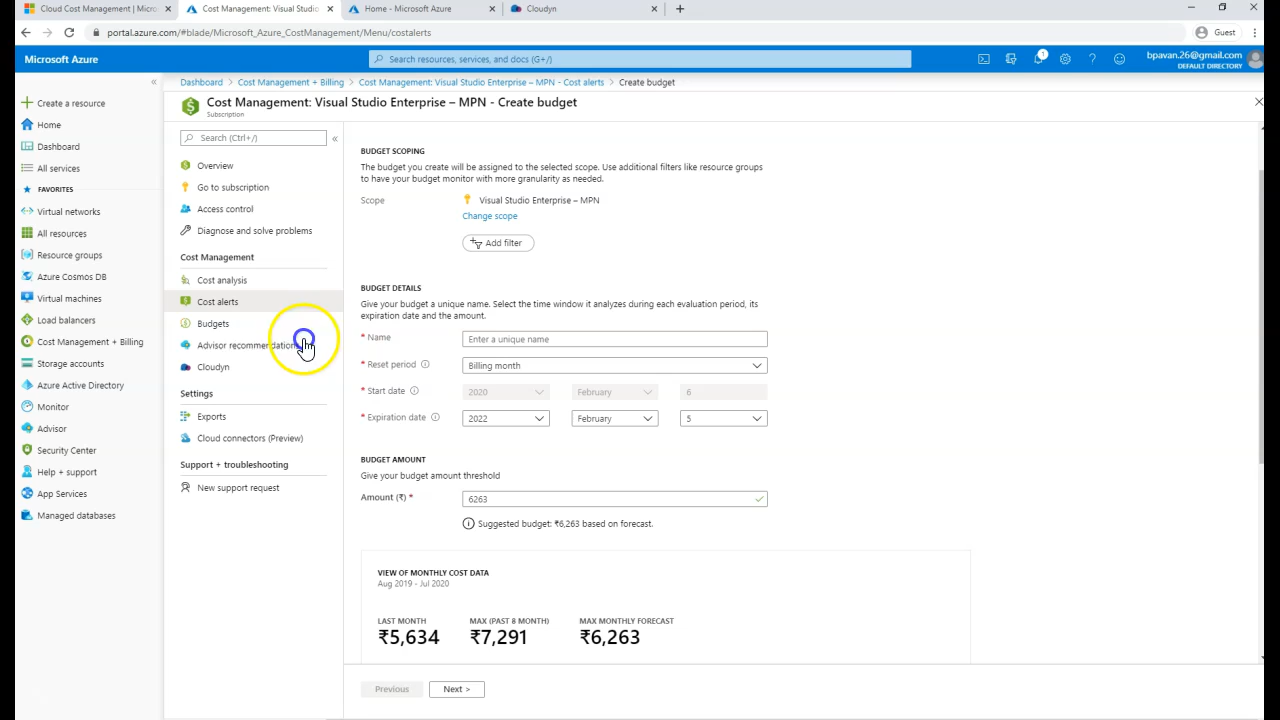 Cloud Cost Management | Micro
Cost Management: Visual Studio
Home - Microsoft Azure
Cloudyn
portal.azure.com/#blade/Microsoft_Azure_CostManagement/Menu/costalerts
Guest
Microsoft Azure
Search resources, services, and docs (G+/)
1
bpavan.26@gmail.com
DEFAULT DIRECTORY
Dashboard > Cost Management + Billing > Cost Management: Visual Studio Enterprise – MPN - Cost alerts > Create budget
Cost Management: Visual Studio Enterprise – MPN - Create budget
Subscription
Create a resource
Home
Dashboard
All services
FAVORITES
Virtual networks
All resources
Resource groups
Azure Cosmos DB
Virtual machines
Load balancers
Cost Management + Billing
Storage accounts
Azure Active Directory
Monitor
Advisor
Security Center
Help + support
App Services
Managed databases
Search (Ctrl+/)
Overview
Go to subscription
Access control
Diagnose and solve problems
Cost Management
Cost analysis
Cost alerts
Budgets
Advisor recommendations
Cloudyn
Settings
Exports
Cloud connectors (Preview)
Support + troubleshooting
New support request
BUDGET SCOPING
The budget you create will be assigned to the selected scope. Use additional filters like resource groups
to have your budget monitor with more granularity as needed.
Scope
Visual Studio Enterprise – MPN
Change scope
Add filter
BUDGET DETAILS
Give your budget a unique name. Select the time window it analyzes during each evaluation period, its
expiration date and the amount.
* Name
Enter a unique name
* Reset period
Billing month
* Start date
2020
February
6
* Expiration date
2022
February
5
BUDGET AMOUNT
Give your budget amount threshold
Amount (₹) *
6263
Suggested budget: ₹6,263 based on forecast.
VIEW OF MONTHLY COST DATA
Aug 2019 - Jul 2020
LAST MONTH
₹5,634
MAX (PAST 8 MONTH)
₹7,291
MAX MONTHLY FORECAST
₹6,263
Previous
Next >